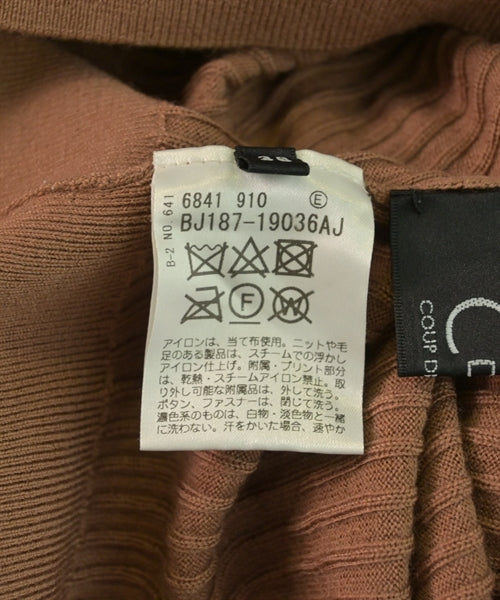 38
6841 910 Ⓔ
BJ187-19036AJ
B-2 NO.641
F
W
アイロンは、当て布使用。ニットや毛
足のある製品は、スチームでの浮かし
アイロン仕上げ。附属・プリント部分
は、乾熱・スチームアイロン禁止。取
り外し可能な附属品は、外して洗う。
ボタン、ファスナーは、閉じて洗う。
濃色系のものは、白物・淡色物と一緒
に洗わない。汗をかいた場合、速やか
COUP D